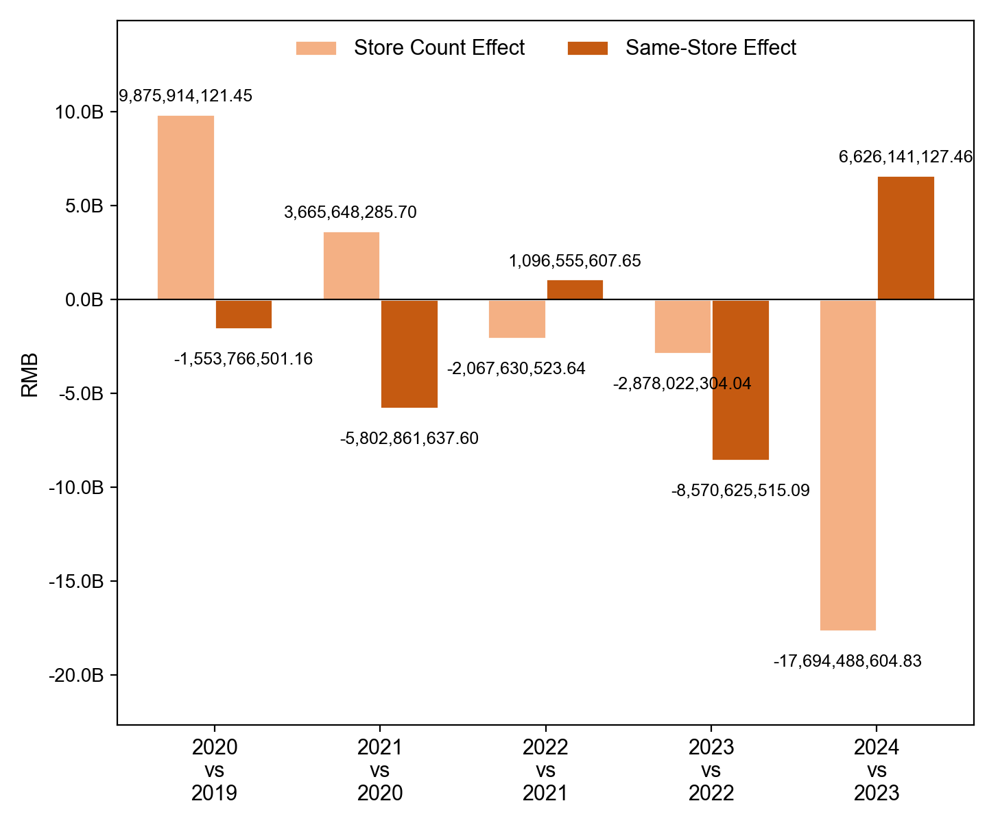 Store Count Effect
Same-Store Effect
9,875,914,121.45
10.0B
6,626,141,127.46
5.0B
3,665,648,285.70
1,096,555,607.65
0.0B
-1,553,766,501.16
-2,067,630,523.64
RMB
-2,878,022,304.04
-5.0B
-5,802,861,637.60
-10.0B
-8,570,625,515.09
-15.0B
-17,694,488,604.83
-20.0B
2020
vs
2019
2021
vs
2020
2022
vs
2021
2023
vs
2022
2024
vs
2023